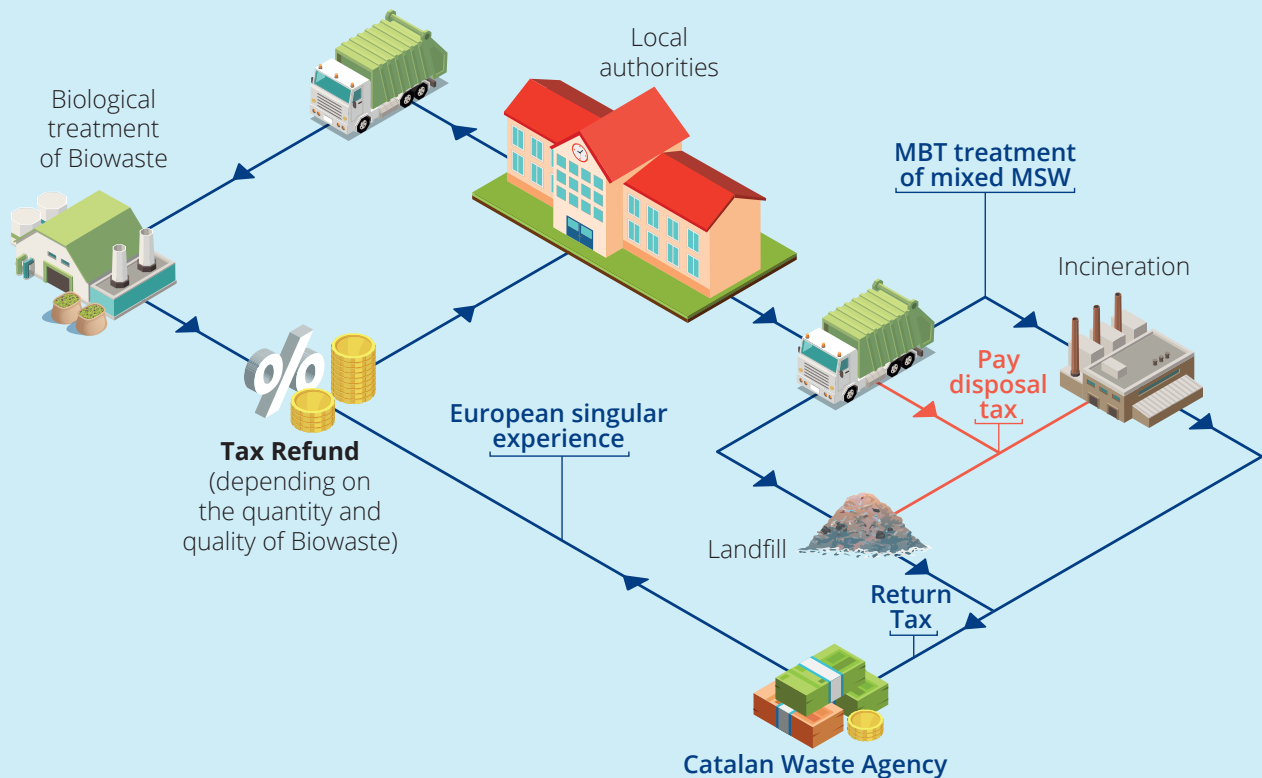 Local
authorities
Biological
treatment
of Biowaste
MBT treatment
of mixed MSW
Incineration
Pay
disposal
tax
%
European singular
experience
Tax Refund
(depending on
the quantity and
quality of Biowaste)
Landfill
Return
Tax
Catalan Waste Agency